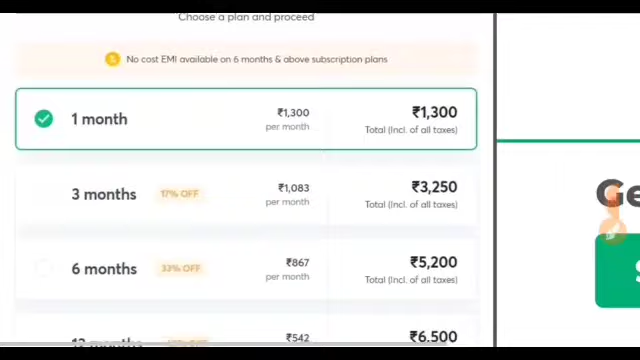 Choose a plan and proceed
No cost EMI available on 6 months & above subscription plans
1 month
₹1,300
per month
₹1,300
Total (Incl. of all taxes)
3 months
17% OFF
₹1,083
per month
₹3,250
Total (Incl. of all taxes)
6 months
33% OFF
₹867
per month
₹5,200
Total (Incl. of all taxes)
12 months
₹542
₹6,500
Ge
S